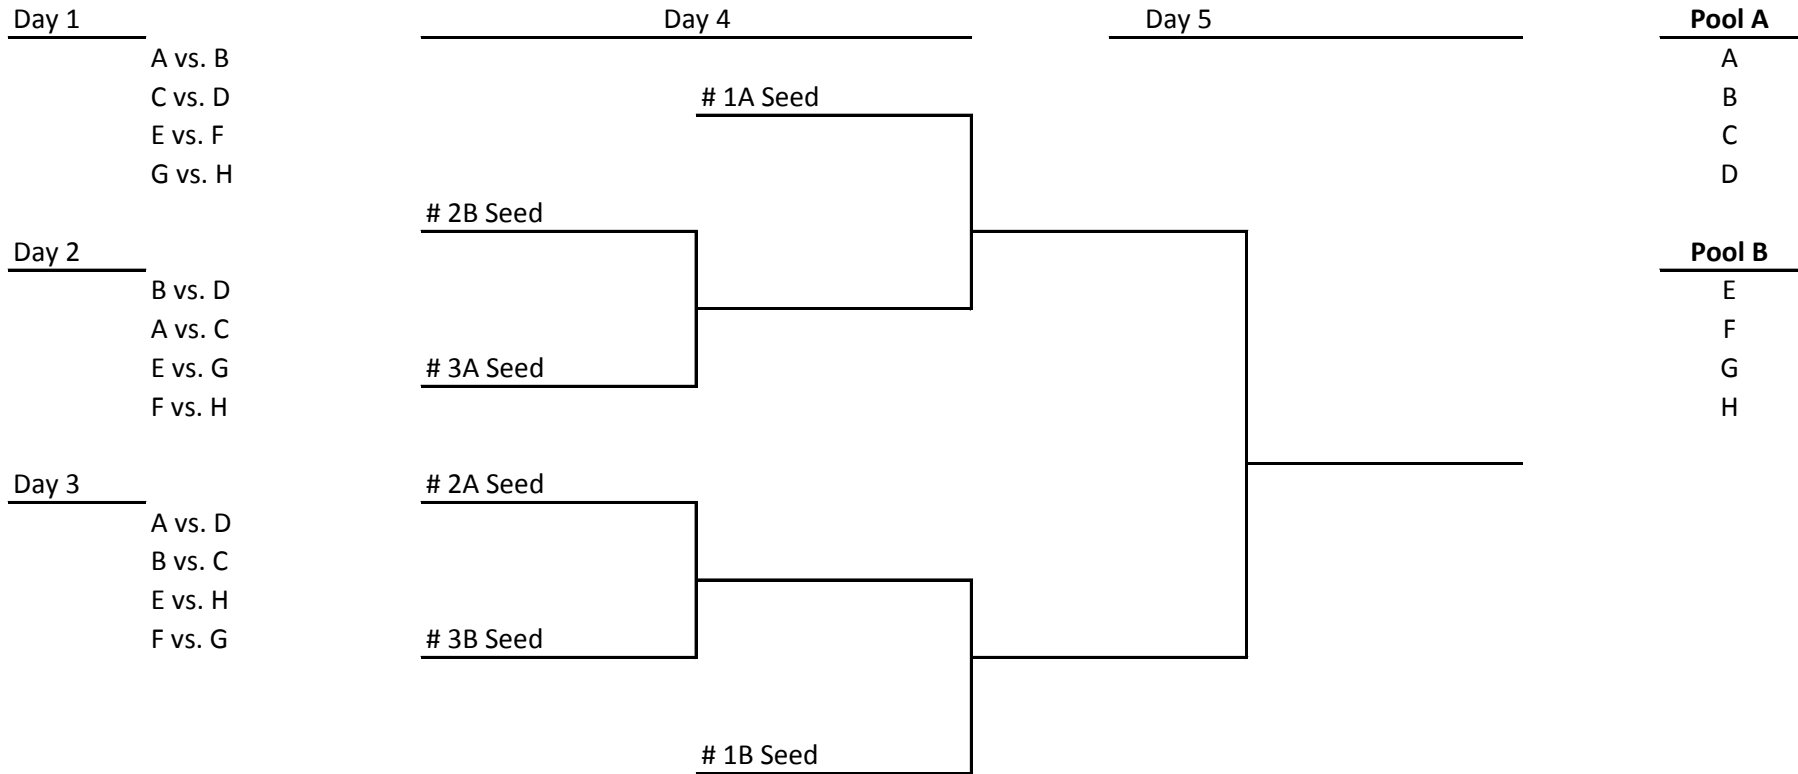 Day 1
A vs. B
C vs. D
E vs. F
G vs. H
Day 2
B vs. D
A vs. C
E vs. G
F vs. H
Day 3
A vs. D
B vs. C
E vs. H
F vs. G
Day 4
# 1A Seed
# 2B Seed
# 3A Seed
# 2A Seed
# 3B Seed
# 1B Seed
Day 5
Pool A
A
B
C
D
Pool B
E
F
G
H